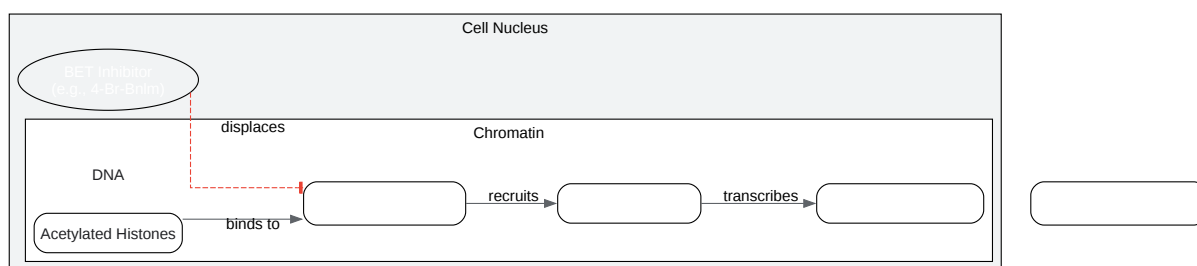 Cell Nucleus
BET Inhibitor
(e.g., 4-Br-BnIm)
displaces
Chromatin
DNA
recruits
transcribes
binds to
Acetylated Histones